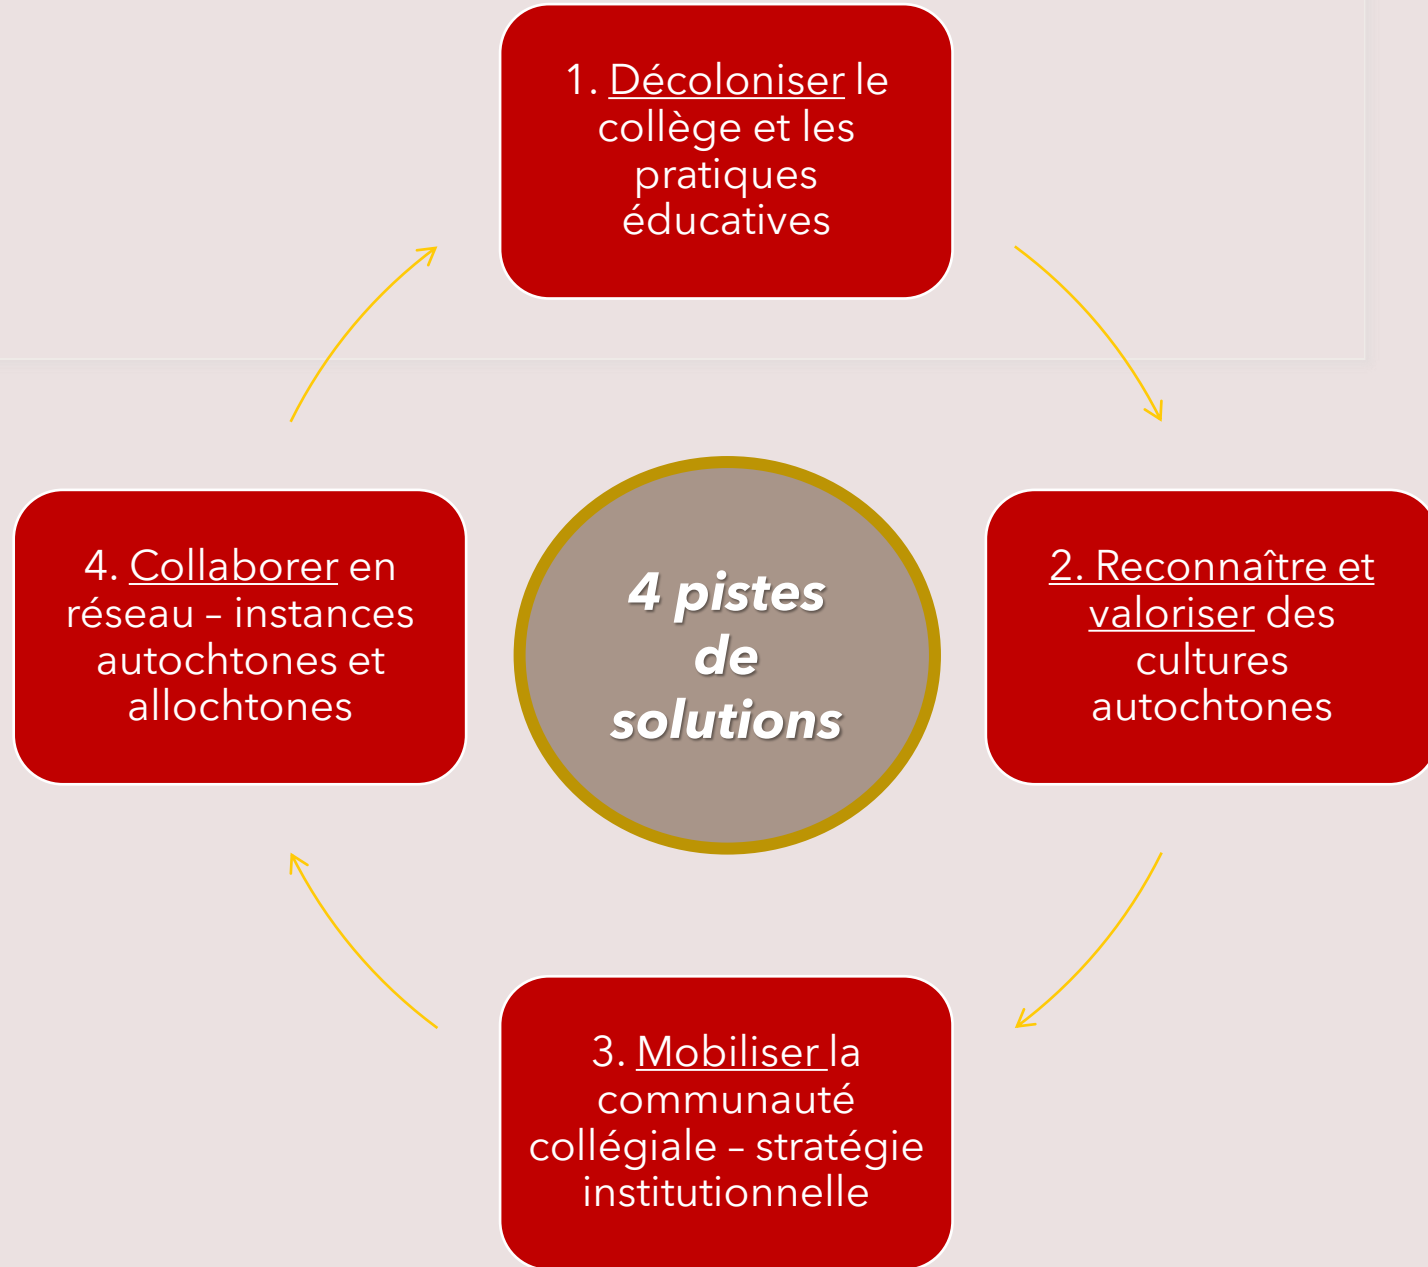 1. Décoloniser le
collège et les
pratiques
éducatives
4. Collaborer en
réseau – instances
autochtones et
allochtones
4 pistes
de
solutions
2. Reconnaître et
valoriser des
cultures
autochtones
3. Mobiliser la
communauté
collégiale – stratégie
institutionnelle